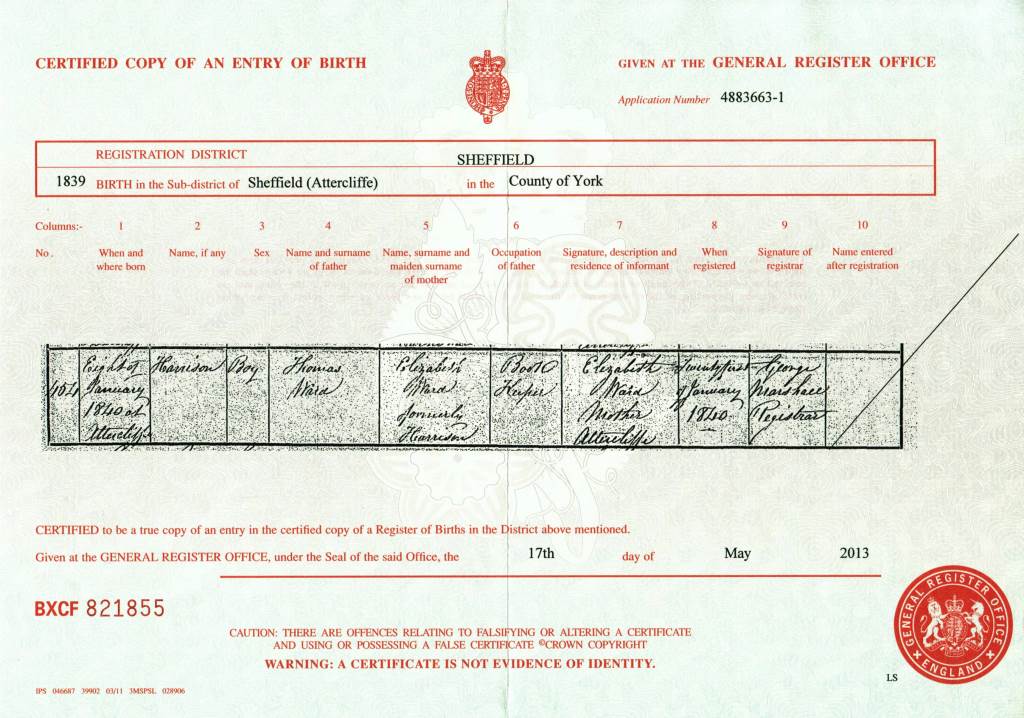 CERTIFIED COPY OF AN ENTRY OF BIRTH
GIVEN AT THE GENERAL REGISTER OFFICE
Application Number 4883663-1
REGISTRATION DISTRICT SHEFFIELD
1839 BIRTH in the Sub-district of Sheffield (Attercliffe) in the County of York
Columns:- 1 2 3 4 5 6 7 8 9 10
No. When and where born Name, if any Sex Name and surname of father Name, surname and maiden surname of mother Occupation of father Signature, description and residence of informant When registered Signature of registrar Name entered after registration
Eighth of Harrison Boy Thomas Elizabeth Book Elizabeth Twenty first George
404 January Ward Ward Keeper Ward of January Marshall
1840 at formerly Mother 1840 Registrar
Attercliffe Harrison Attercliffe
CERTIFIED to be a true copy of an entry in the certified copy of a Register of Births in the District above mentioned.
Given at the GENERAL REGISTER OFFICE, under the Seal of the said Office, the 17th day of May 2013
BXCF 821855
CAUTION: THERE ARE OFFENCES RELATING TO FALSIFYING OR ALTERING A CERTIFICATE
AND USING OR POSSESSING A FALSE CERTIFICATE ©CROWN COPYRIGHT
WARNING: A CERTIFICATE IS NOT EVIDENCE OF IDENTITY.
GENERAL REGISTER OFFICE
ENGLAND
LS
IPS 046687 39902 03/11 3MSPSL 028906